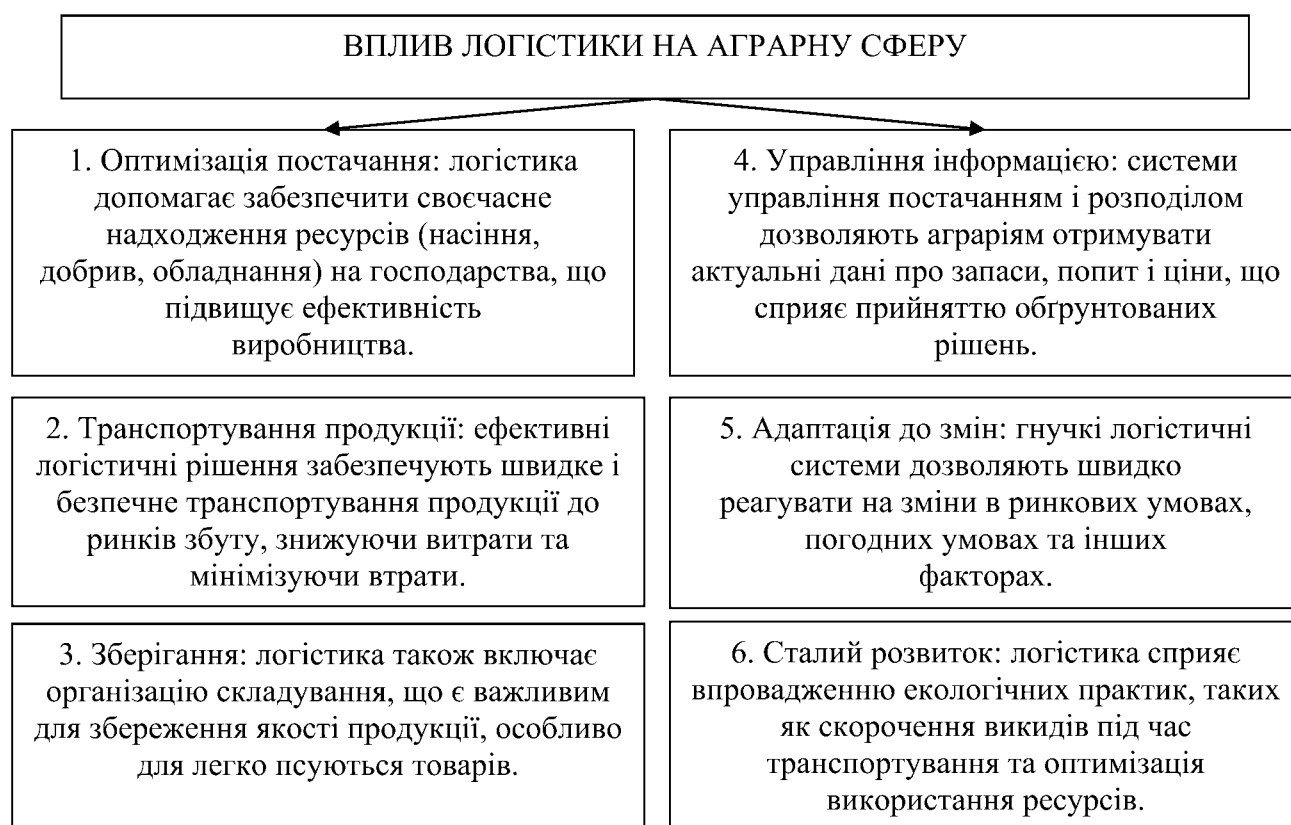 ВПЛИВ ЛОГІСТИКИ НА АГРАРНУ СФЕРУ
1. Оптимізація постачання: логістика
допомагає забезпечити своєчасне
надходження ресурсів (насіння,
добрив, обладнання) на господарства, що
підвищує ефективність
виробництва.
2. Транспортування продукції: ефективні
логістичні рішення забезпечують швидке і
безпечне транспортування продукції до
ринків збуту, знижуючи витрати та
мінімізуючи втрати.
3. Зберігання: логістика також включає
організацію складування, що є важливим
для збереження якості продукції, особливо
для легко псуються товарів.
4. Управління інформацією: системи
управління постачанням і розподілом
дозволяють аграріям отримувати
актуальні дані про запаси, попит і ціни, що
сприяє прийняттю обґрунтованих
рішень.
5. Адаптація до змін: гнучкі логістичні
системи дозволяють швидко
реагувати на зміни в ринкових умовах,
погодних умовах та інших
факторах.
6. Сталий розвиток: логістика сприяє
впровадженню екологічних практик, таких
як скорочення викидів під час
транспортування та оптимізація
використання ресурсів.